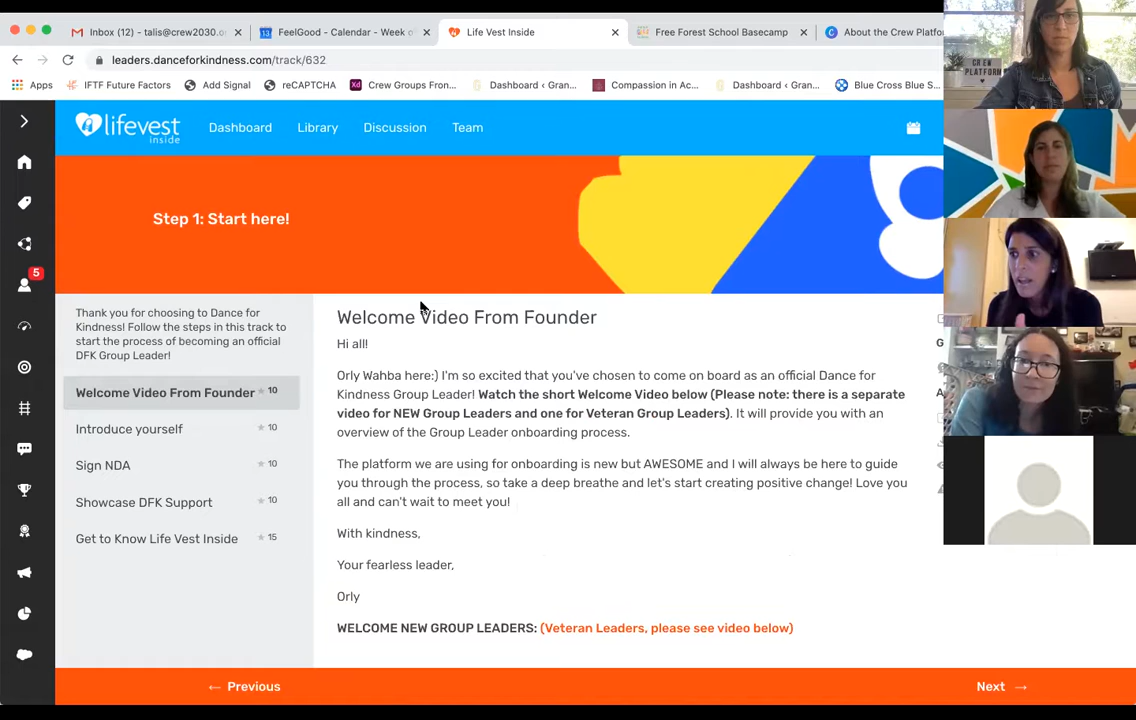 Inbox (12) - talis@crew2030.o
FeelGood - Calendar - Week o
Life Vest Inside
Free Forest School Basecamp
About the Crew Platfo
leaders.danceforkindness.com/track/632
Apps
IFTF Future Factors
Add Signal
reCAPTCHA
Crew Groups Fron...
Dashboard ‹ Gran...
Compassion in Ac...
Dashboard ‹ Gran...
Blue Cross Blue S...
CREW
PLATFORM
lifevest
inside
Dashboard
Library
Discussion
Team
Step 1: Start here!
5
Thank you for choosing to Dance for
Kindness! Follow the steps in this track to
start the process of becoming an official
DFK Group Leader!
Welcome Video From Founder 10
Introduce yourself 10
Sign NDA 10
Showcase DFK Support 10
Get to Know Life Vest Inside 15
Welcome Video From Founder
Hi all!
Orly Wahba here:) I'm so excited that you've chosen to come on board as an official Dance for
Kindness Group Leader! Watch the short Welcome Video below (Please note: there is a separate
video for NEW Group Leaders and one for Veteran Group Leaders). It will provide you with an
overview of the Group Leader onboarding process.
The platform we are using for onboarding is new but AWESOME and I will always be here to guide
you through the process, so take a deep breathe and let's start creating positive change! Love you
all and can't wait to meet you!
With kindness,
Your fearless leader,
Orly
WELCOME NEW GROUP LEADERS: (Veteran Leaders, please see video below)
← Previous
Next →